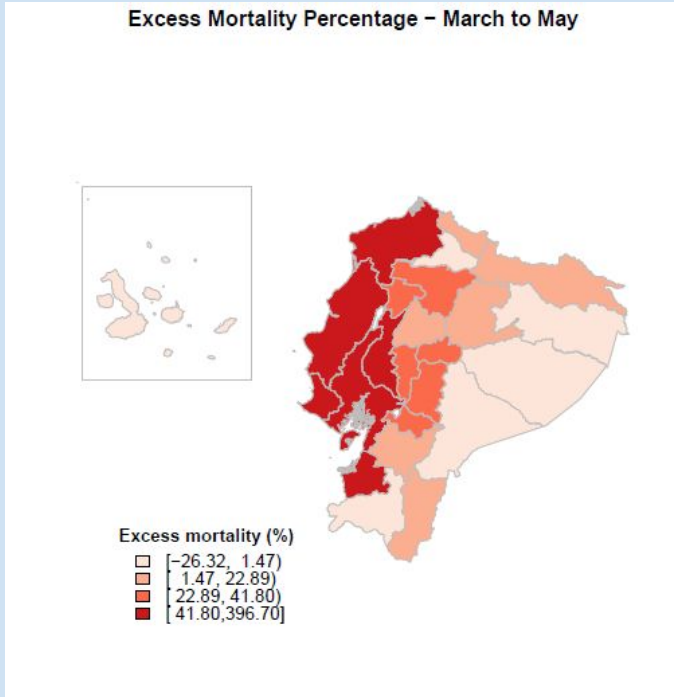 Excess Mortality Percentage − March to May
Excess mortality (%)
[−26.32, 1.47)
[ 1.47, 22.89)
[ 22.89, 41.80)
[ 41.80,396.70]